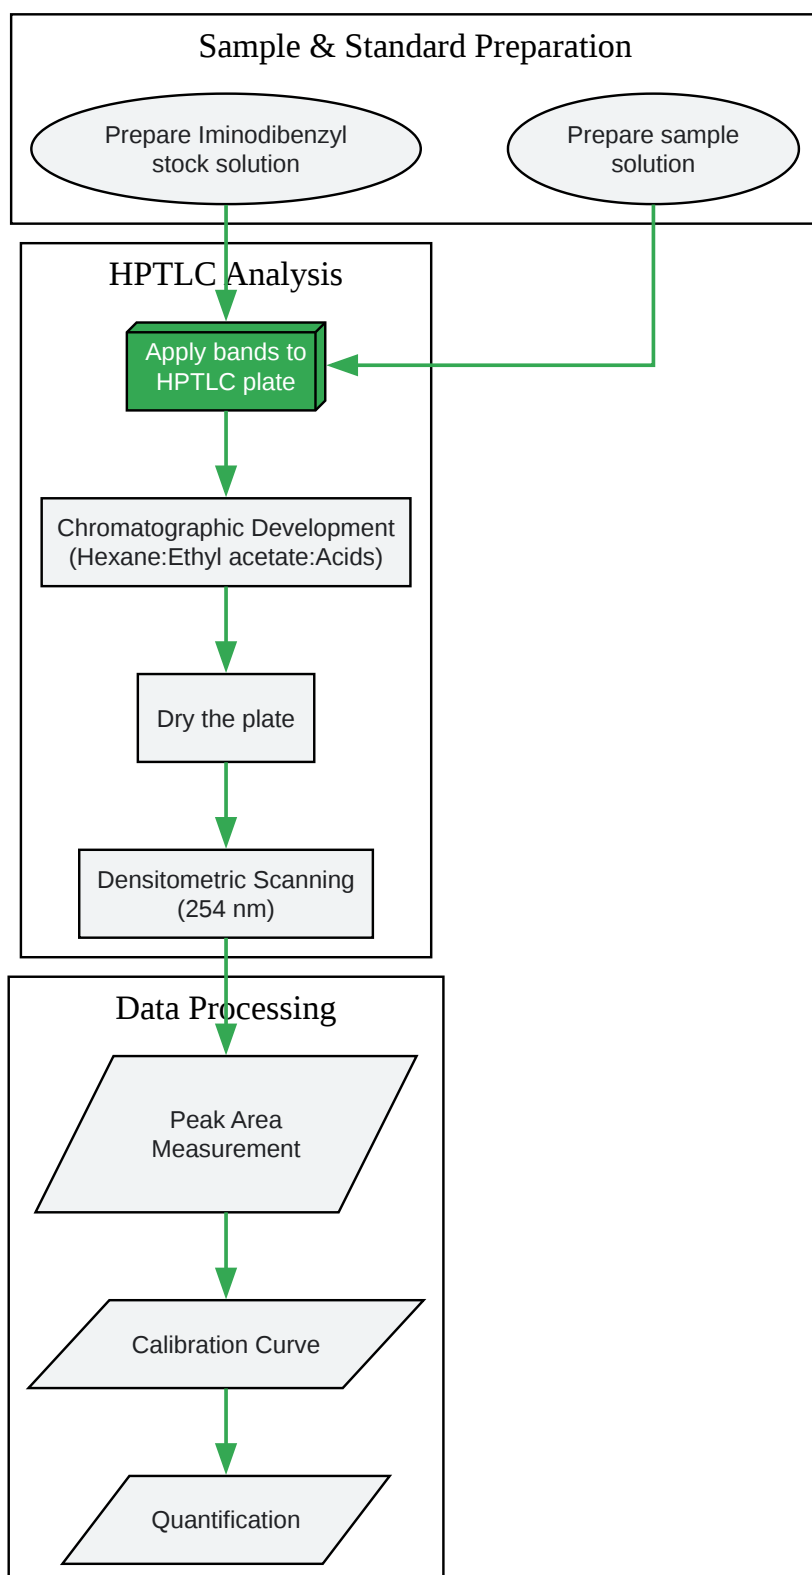 Sample & Standard Preparation
Prepare Iminodibenzyl
stock solution
Prepare sample
solution
HPTLC Analysis
Apply bands to
HPTLC plate
Chromatographic Development
(Hexane:Ethyl acetate:Acids)
Dry the plate
Densitometric Scanning
(254 nm)
Data Processing
Peak Area
Measurement
Calibration Curve
Quantification